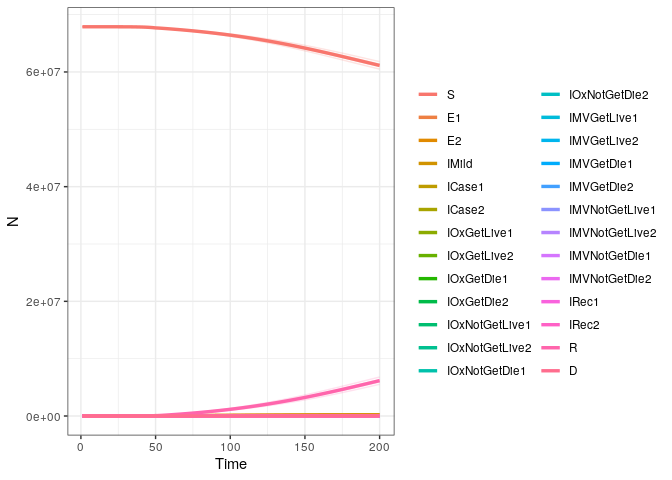 6e+07
4e+07
2e+07
0e+00
N
0 50 100 150 200
Time
S
E1
E2
IMild
ICase1
ICase2
IOxGetLive1
IOxGetLive2
IOxGetDie1
IOxGetDie2
IOxNotGetLive1
IOxNotGetLive2
IOxNotGetDie1
IOxNotGetDie2
IMVGetLive1
IMVGetLive2
IMVGetDie1
IMVGetDie2
IMVNotGetLive1
IMVNotGetLive2
IMVNotGetDie1
IMVNotGetDie2
IRec1
IRec2
R
D